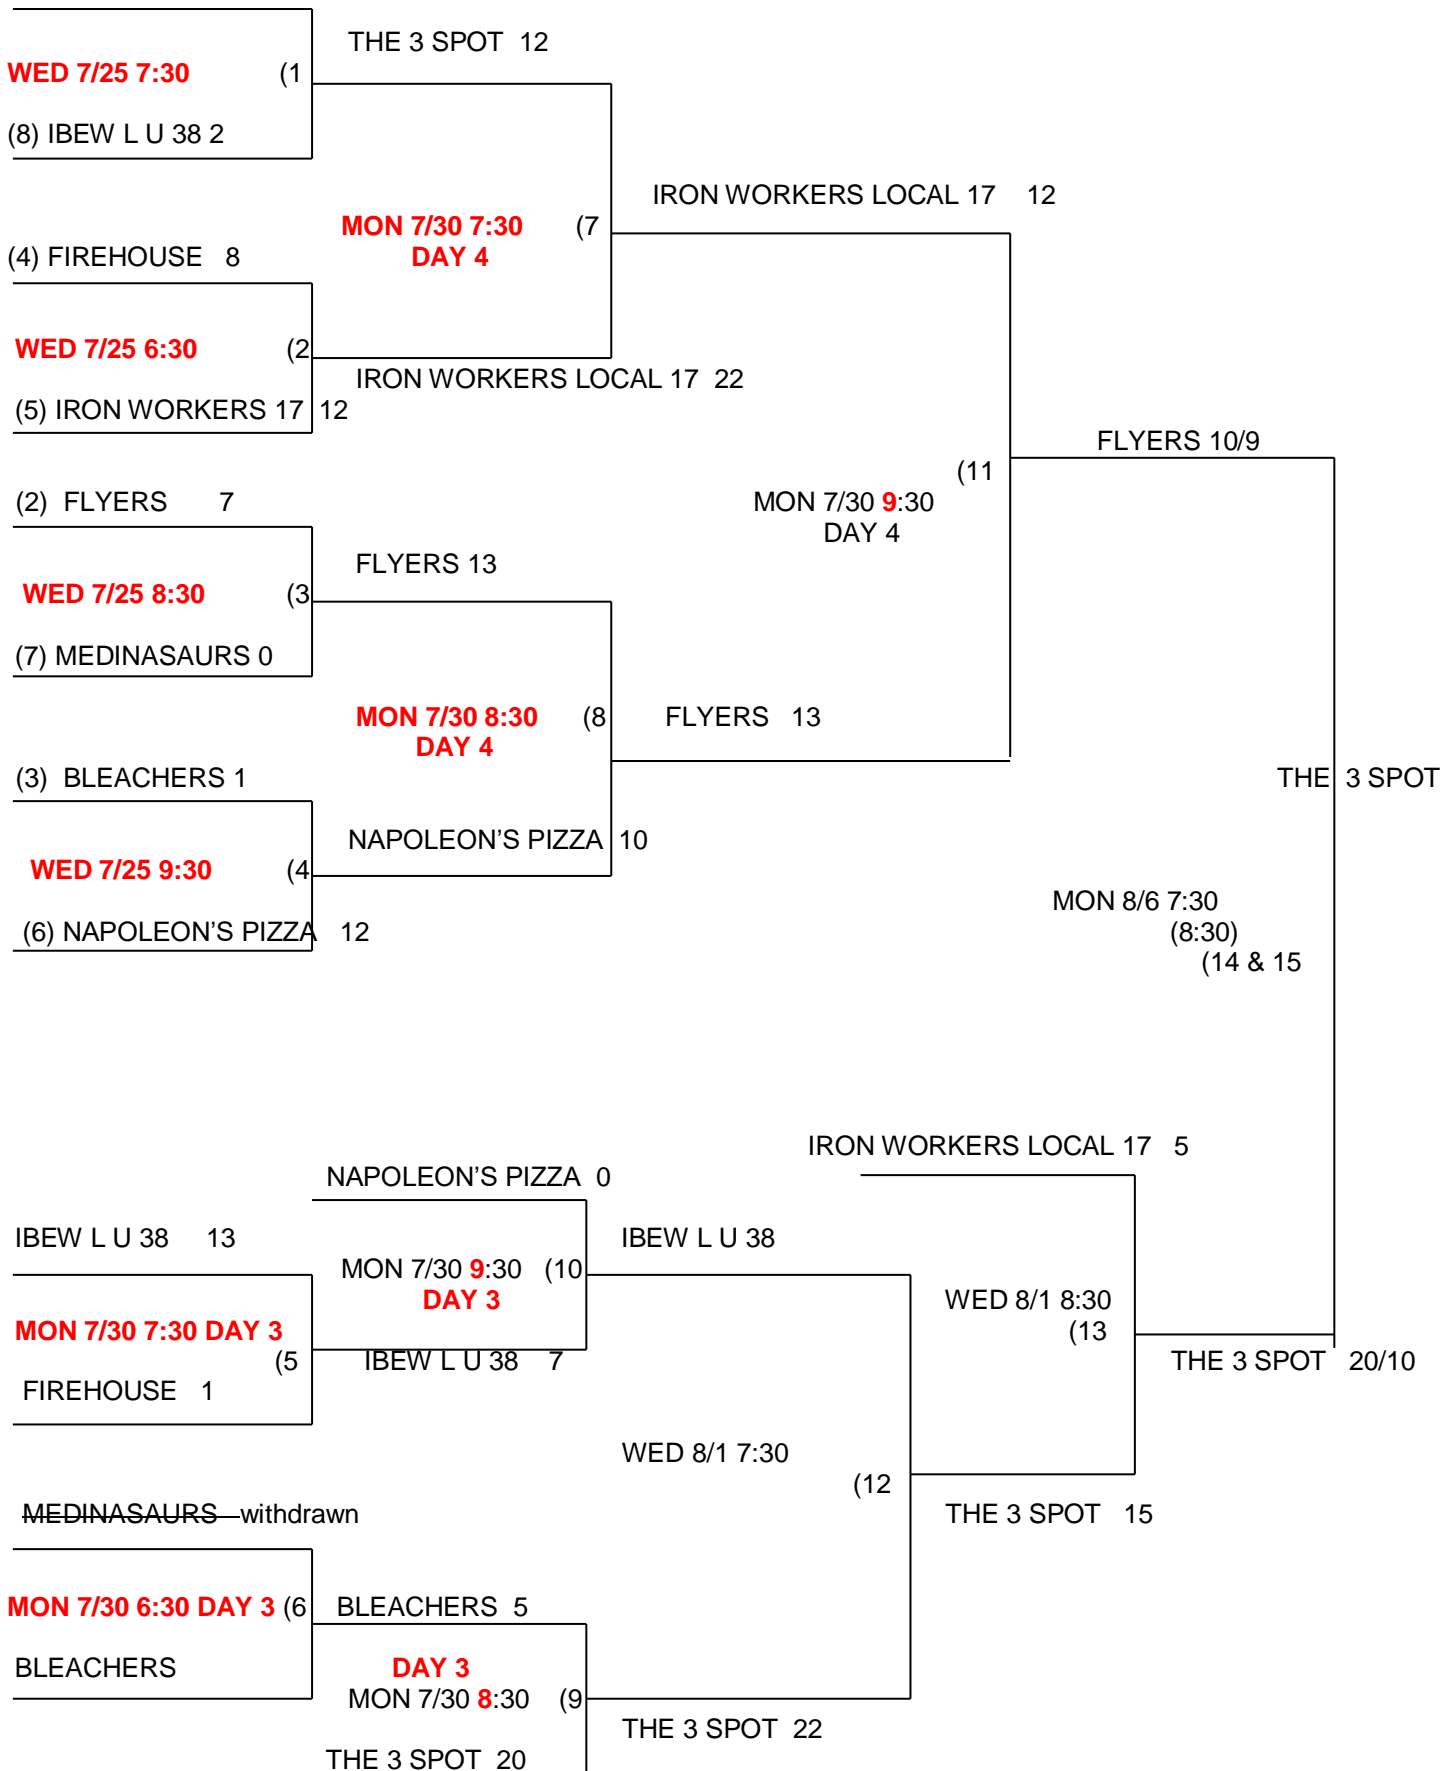 THE 3 SPOT 12
WED 7/25 7:30 (1
(8) IBEW L U 38 2
IRON WORKERS LOCAL 17 12
MON 7/30 7:30 (7
DAY 4
(4) FIREHOUSE 8
WED 7/25 6:30 (2
IRON WORKERS LOCAL 17 22
(5) IRON WORKERS 17 12
FLYERS 10/9
(11
MON 7/30 9:30
DAY 4
(2) FLYERS 7
FLYERS 13
WED 7/25 8:30 (3
(7) MEDINASAURS 0
MON 7/30 8:30 (8
DAY 4
FLYERS 13
(3) BLEACHERS 1
THE 3 SPOT
NAPOLEON'S PIZZA 10
WED 7/25 9:30 (4
(6) NAPOLEON'S PIZZA 12
MON 8/6 7:30
(8:30)
(14 & 15
IRON WORKERS LOCAL 17 5
NAPOLEON'S PIZZA 0
IBEW L U 38 13
IBEW L U 38
MON 7/30 9:30 (10
DAY 3
WED 8/1 8:30
(13
MON 7/30 7:30 DAY 3
(5
IBEW L U 38 7
THE 3 SPOT 20/10
FIREHOUSE 1
WED 8/1 7:30
(12
MEDINASAURS withdrawn
THE 3 SPOT 15
MON 7/30 6:30 DAY 3 (6
BLEACHERS 5
BLEACHERS
DAY 3
MON 7/30 8:30 (9
THE 3 SPOT 22
THE 3 SPOT 20